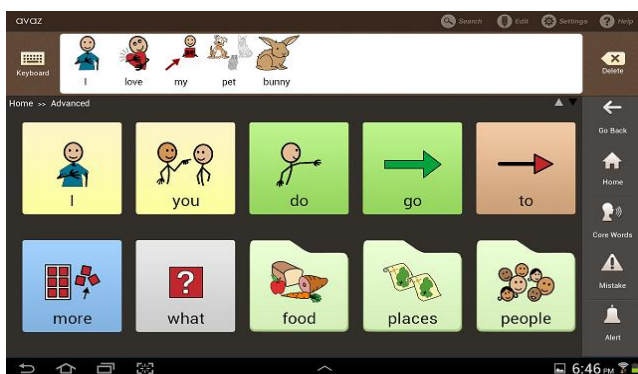 avaz
Search Edit Settings Help
Keyboard
I love my pet bunny
Delete
Home >> Advanced
Go Back
I you do go to
Home
Core Words
Mistake
?
more what food places people
Alert
6:46 PM